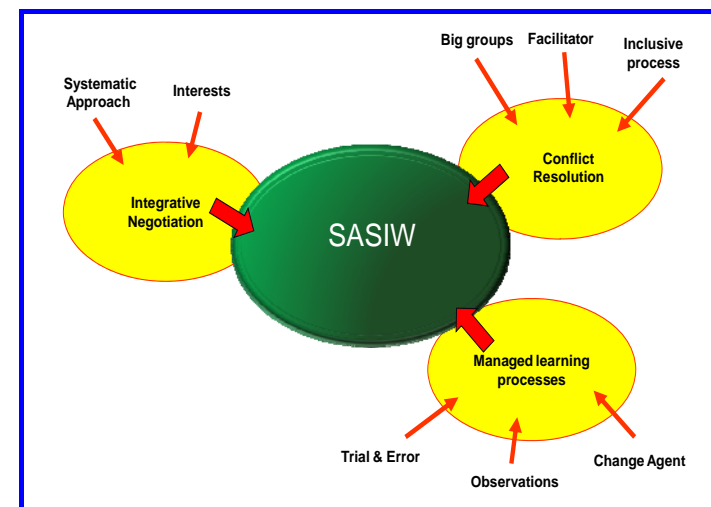 Big groups
Facilitator
Inclusive
process
Systematic
Approach
Interests
Conflict
Resolution
Integrative
Negotiation
SASIW
Managed learning
processes
Trial & Error
Observations
Change Agent